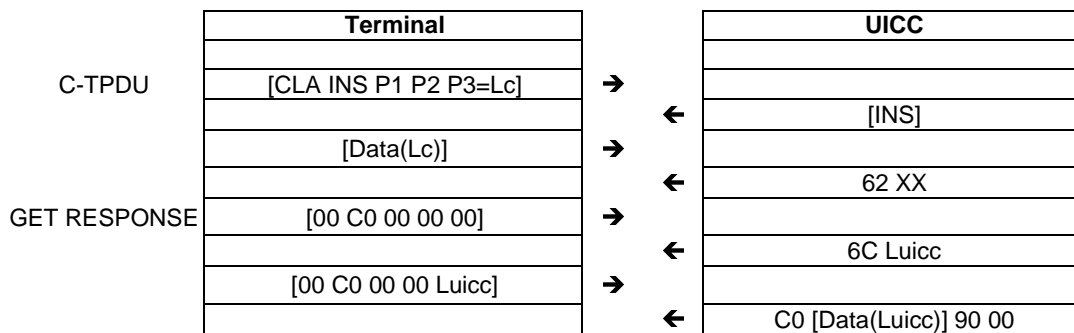 Terminal UICC
C-TPDU [CLA INS P1 P2 P3=Lc] ➔
🡰 [INS]
[Data(Lc)] ➔
🡰 62 XX
GET RESPONSE [00 C0 00 00 00] ➔
🡰 6C Luicc
[00 C0 00 00 Luicc] ➔
🡰 C0 [Data(Luicc)] 90 00